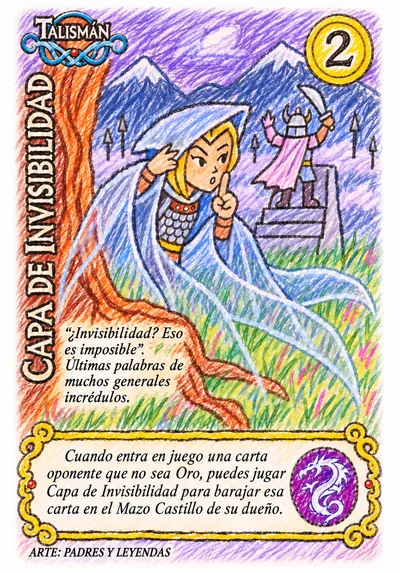 TALISMÁN
2
CAPA DE INVISIBILIDAD
“¿Invisibilidad? Eso
es imposible”.
Últimas palabras de
muchos generales
incrédulos.
Cuando entra en juego una carta
oponente que no sea Oro, puedes jugar
Capa de Invisibilidad para barajar esa
carta en el Mazo Castillo de su dueño.
ARTE: PADRES Y LEYENDAS